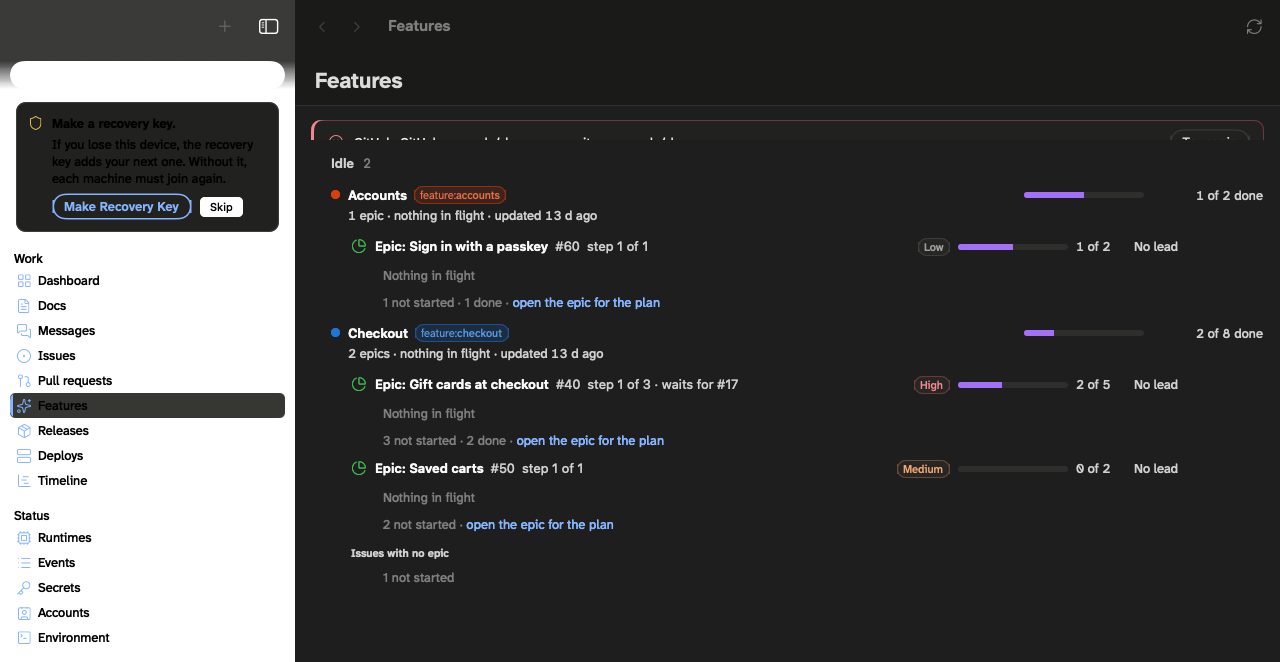 Features
Features
Make a recovery key.
If you lose this device, the recovery
key adds your next one. Without it,
each machine must join again.
Make Recovery Key
Skip
Work
Dashboard
Docs
Messages
Issues
Pull requests
Features
Releases
Deploys
Timeline
Status
Runtimes
Events
Secrets
Accounts
Environment
Idle 2
Accounts feature:accounts 1 of 2 done
1 epic · nothing in flight · updated 13 d ago
Epic: Sign in with a passkey #60 step 1 of 1 Low 1 of 2 No lead
Nothing in flight
1 not started · 1 done · open the epic for the plan
Checkout feature:checkout 2 of 8 done
2 epics · nothing in flight · updated 13 d ago
Epic: Gift cards at checkout #40 step 1 of 3 · waits for #17 High 2 of 5 No lead
Nothing in flight
3 not started · 2 done · open the epic for the plan
Epic: Saved carts #50 step 1 of 1 Medium 0 of 2 No lead
Nothing in flight
2 not started · open the epic for the plan
Issues with no epic
1 not started